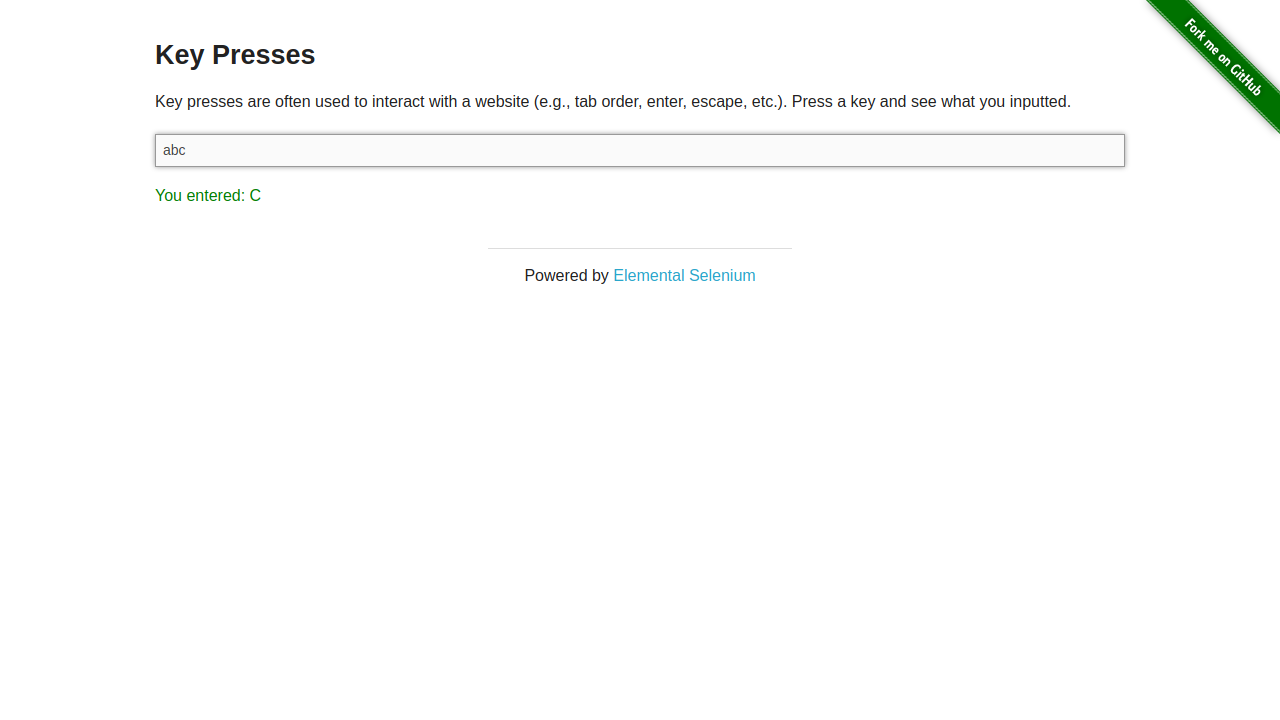 Key Presses
Fork me on GitHub
Key presses are often used to interact with a website (e.g., tab order, enter, escape, etc.). Press a key and see what you inputted.
abc
You entered: C
Powered by Elemental Selenium